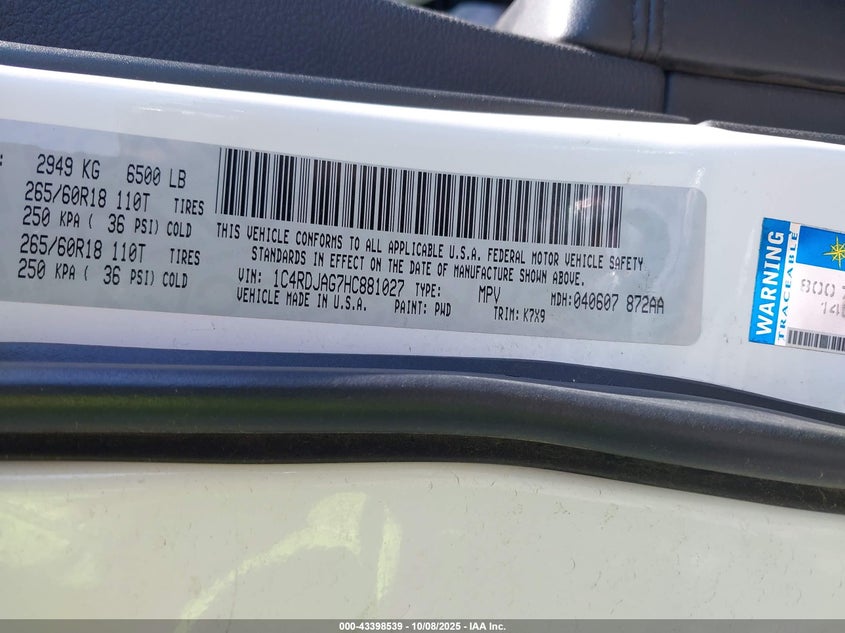 2949 KG 6500 LB
265/60R18 110T TIRES
250 KPA ( 36 PSI) COLD
265/60R18 110T TIRES
250 KPA ( 36 PSI) COLD
THIS VEHICLE CONFORMS TO ALL APPLICABLE U.S.A. FEDERAL MOTOR VEHICLE SAFETY
STANDARDS IN EFFECT ON THE DATE OF MANUFACTURE SHOWN ABOVE.
VIN: 1C4RDJAG7HC881027 TYPE: MPV MDH: 040607 872AA
VEHICLE MADE IN U.S.A. PAINT: PWD TRIM: K7X9
WARNING
TRACEABLE
800
000-43398539 - 10/08/2025 - IAA Inc.